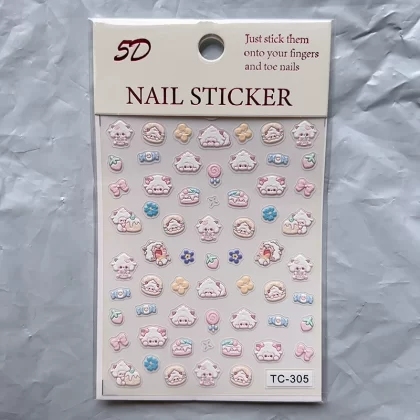 5D
Just stick them
onto your fingers
and toe nails
NAIL STICKER
TC-305